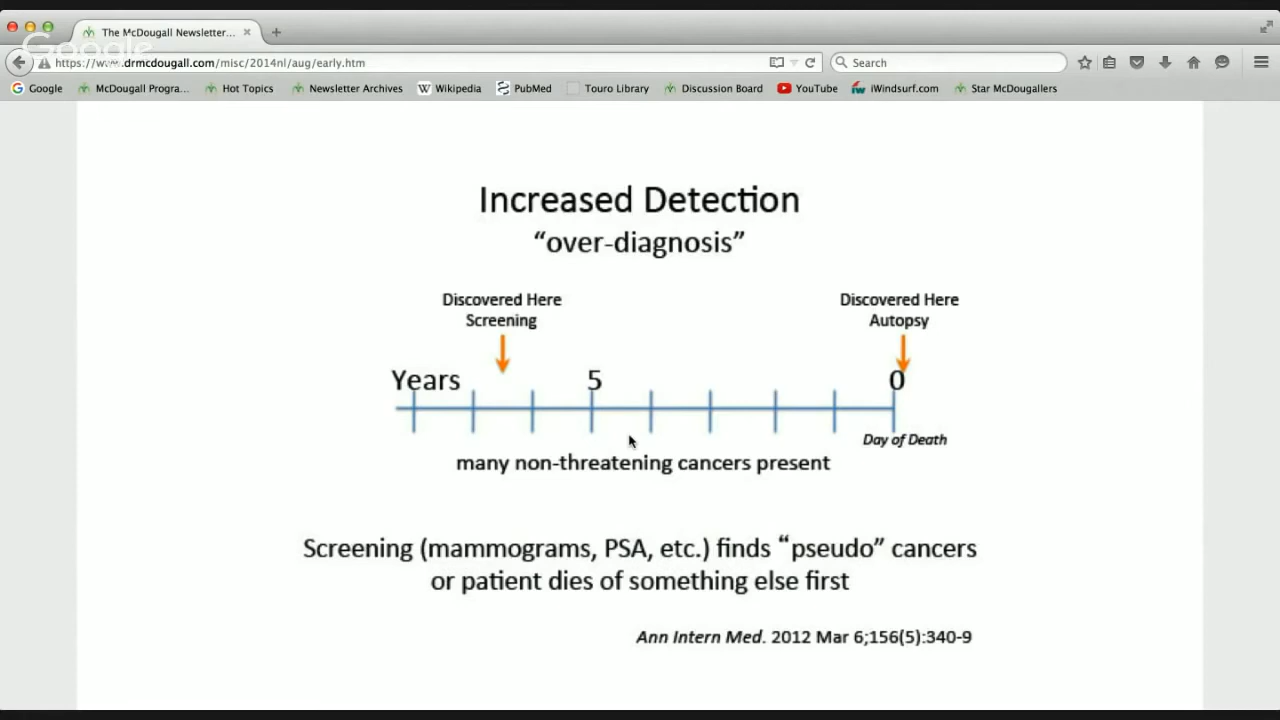 The McDougall Newsletter...
Google
https://www.drmcdougall.com/misc/2014nl/aug/early.htm
Search
Google
McDougall Progra...
Hot Topics
Newsletter Archives
W Wikipedia
PubMed
Touro Library
Discussion Board
YouTube
iw iWindsurf.com
Star McDougallers
Increased Detection
“over-diagnosis”
Discovered Here
Screening
Discovered Here
Autopsy
Years
5
0
Day of Death
many non-threatening cancers present
Screening (mammograms, PSA, etc.) finds “pseudo” cancers
or patient dies of something else first
Ann Intern Med. 2012 Mar 6;156(5):340-9